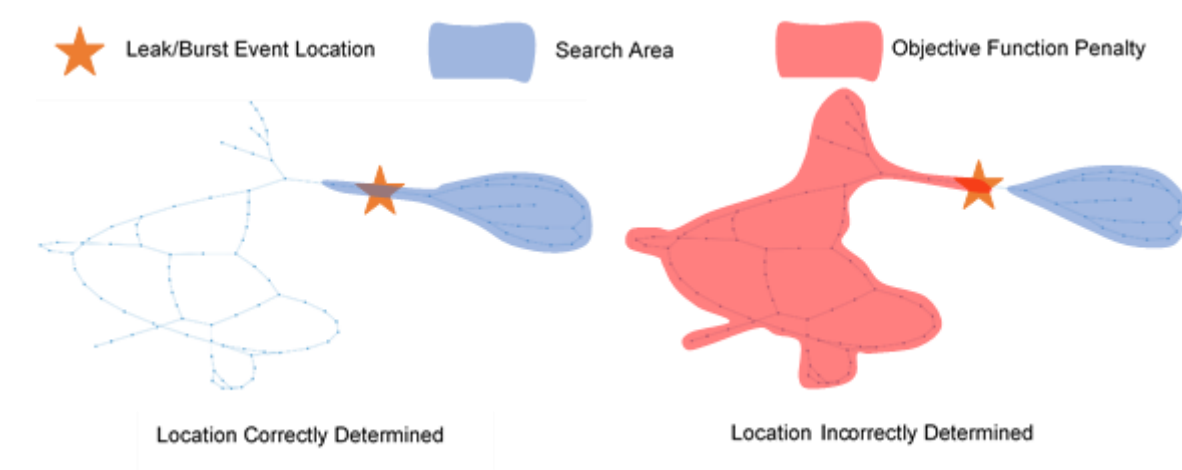 Leak/Burst Event Location
Search Area
Objective Function Penalty
Location Correctly Determined
Location Incorrectly Determined